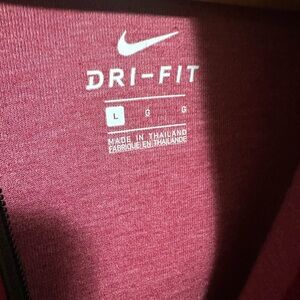 DRI-FIT
L G G
MADE IN THAILAND
FABRIQUÉ EN THAÏLANDE